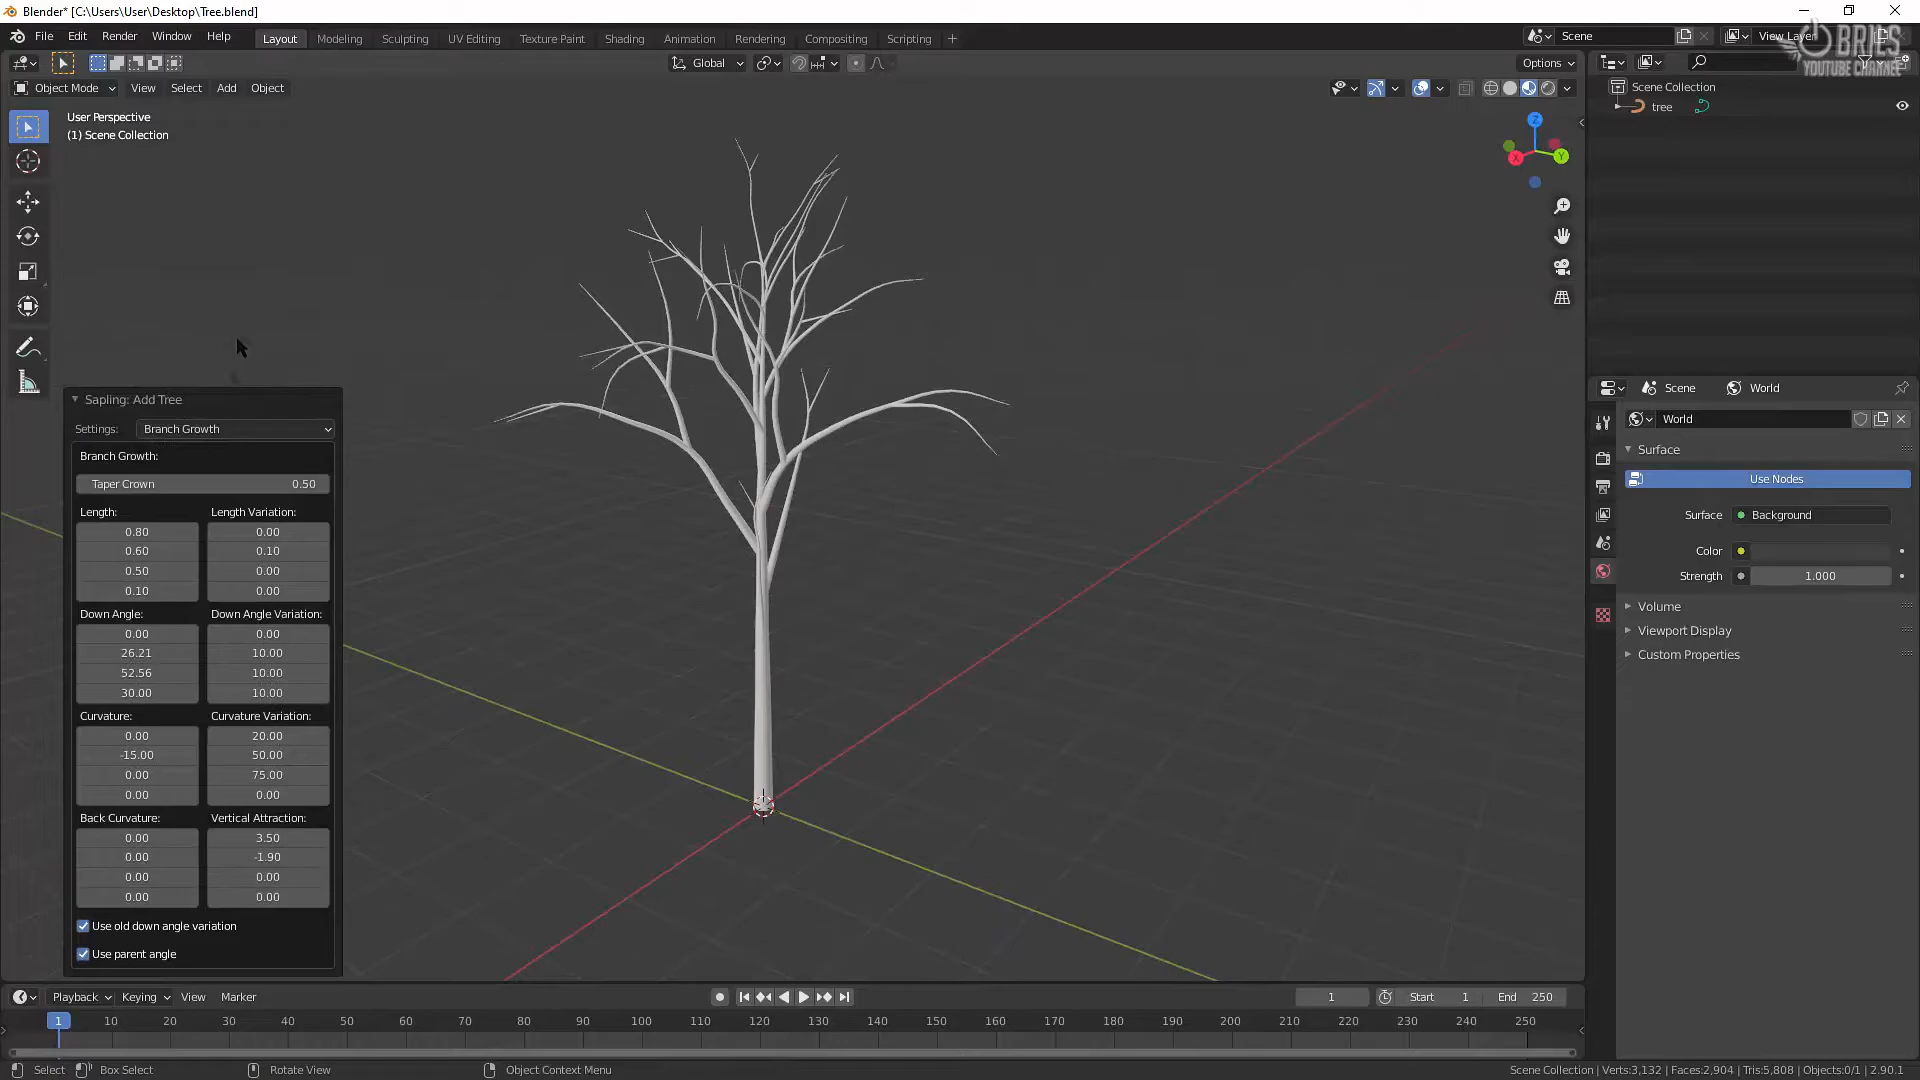 Blender* [C:\Users\User\Desktop\Tree.blend]
File Edit Render Window Help
Layout Modeling Sculpting UV Editing Texture Paint Shading Animation Rendering Compositing Scripting
Scene
View Layer
BRIES
YOUTUBE CHANNEL
Global
Options
Object Mode View Select Add Object
User Perspective
(1) Scene Collection
Z
X
Y
Scene Collection
tree
Sapling: Add Tree
Settings: Branch Growth
Branch Growth:
Taper Crown 0.50
Length: Length Variation:
0.80 0.00
0.60 0.10
0.50 0.00
0.10 0.00
Down Angle: Down Angle Variation:
0.00 0.00
26.21 10.00
52.56 10.00
30.00 10.00
Curvature: Curvature Variation:
0.00 20.00
-15.00 50.00
0.00 75.00
0.00 0.00
Back Curvature: Vertical Attraction:
0.00 3.50
0.00 -1.90
0.00 0.00
0.00 0.00
Use old down angle variation
Use parent angle
Scene World
World
Surface
Use Nodes
Surface Background
Color
Strength 1.000
Volume
Viewport Display
Custom Properties
Playback Keying View Marker
1 Start 1 End 250
1 10 20 30 40 50 60 70 80 90 100 110 120 130 140 150 160 170 180 190 200 210 220 230 240 250
Select Box Select Rotate View Object Context Menu
Scene Collection | Verts:3,132 | Faces:2,904 | Tris:5,808 | Objects:0/1 | 2.90.1